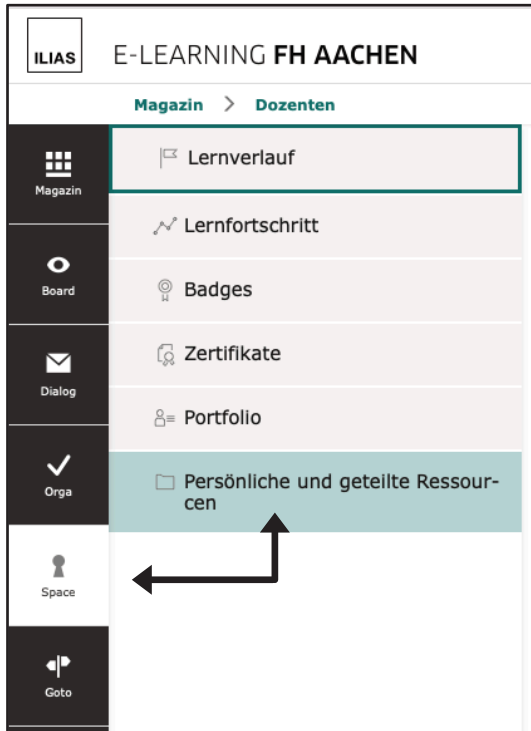 ILIAS
E-LEARNING FH AACHEN
Magazin > Dozenten
Magazin
Board
Dialog
Orga
Space
Goto
Lernverlauf
Lernfortschritt
Badges
Zertifikate
Portfolio
Persönliche und geteilte Ressour-
cen